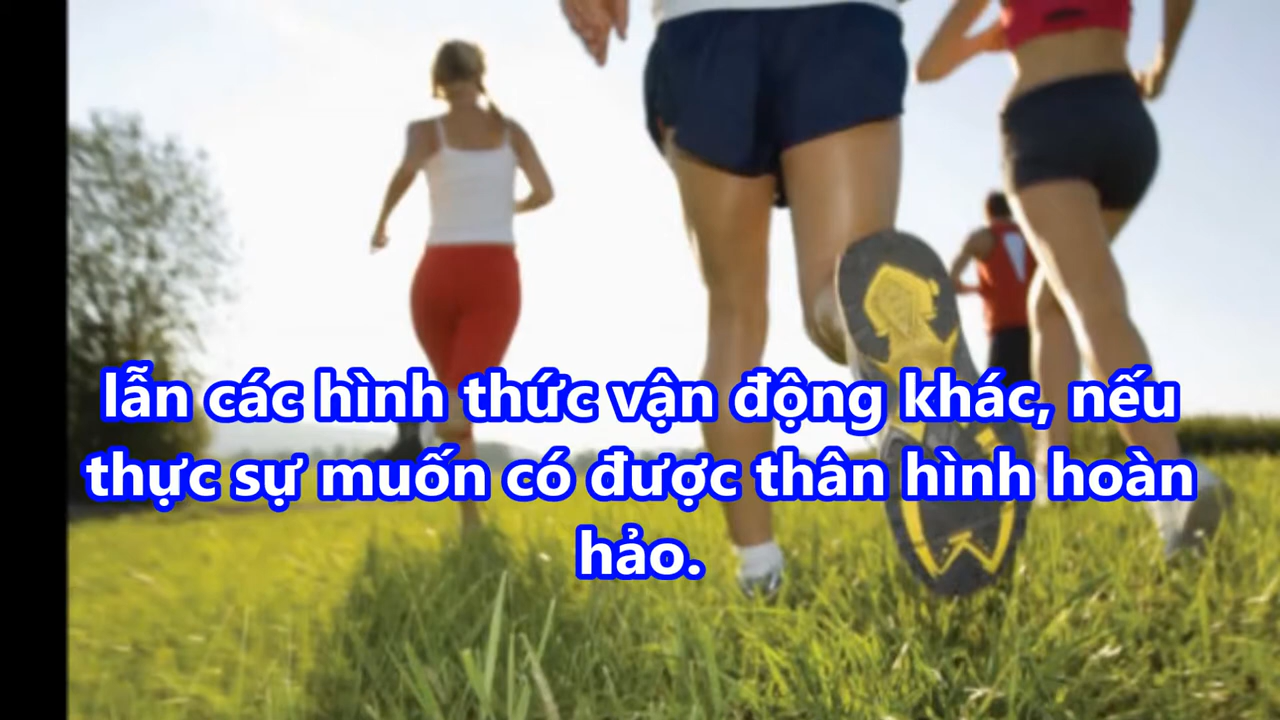 lẫn các hình thức vận động khác, nếu
thực sự muốn có được thân hình hoàn
hảo.